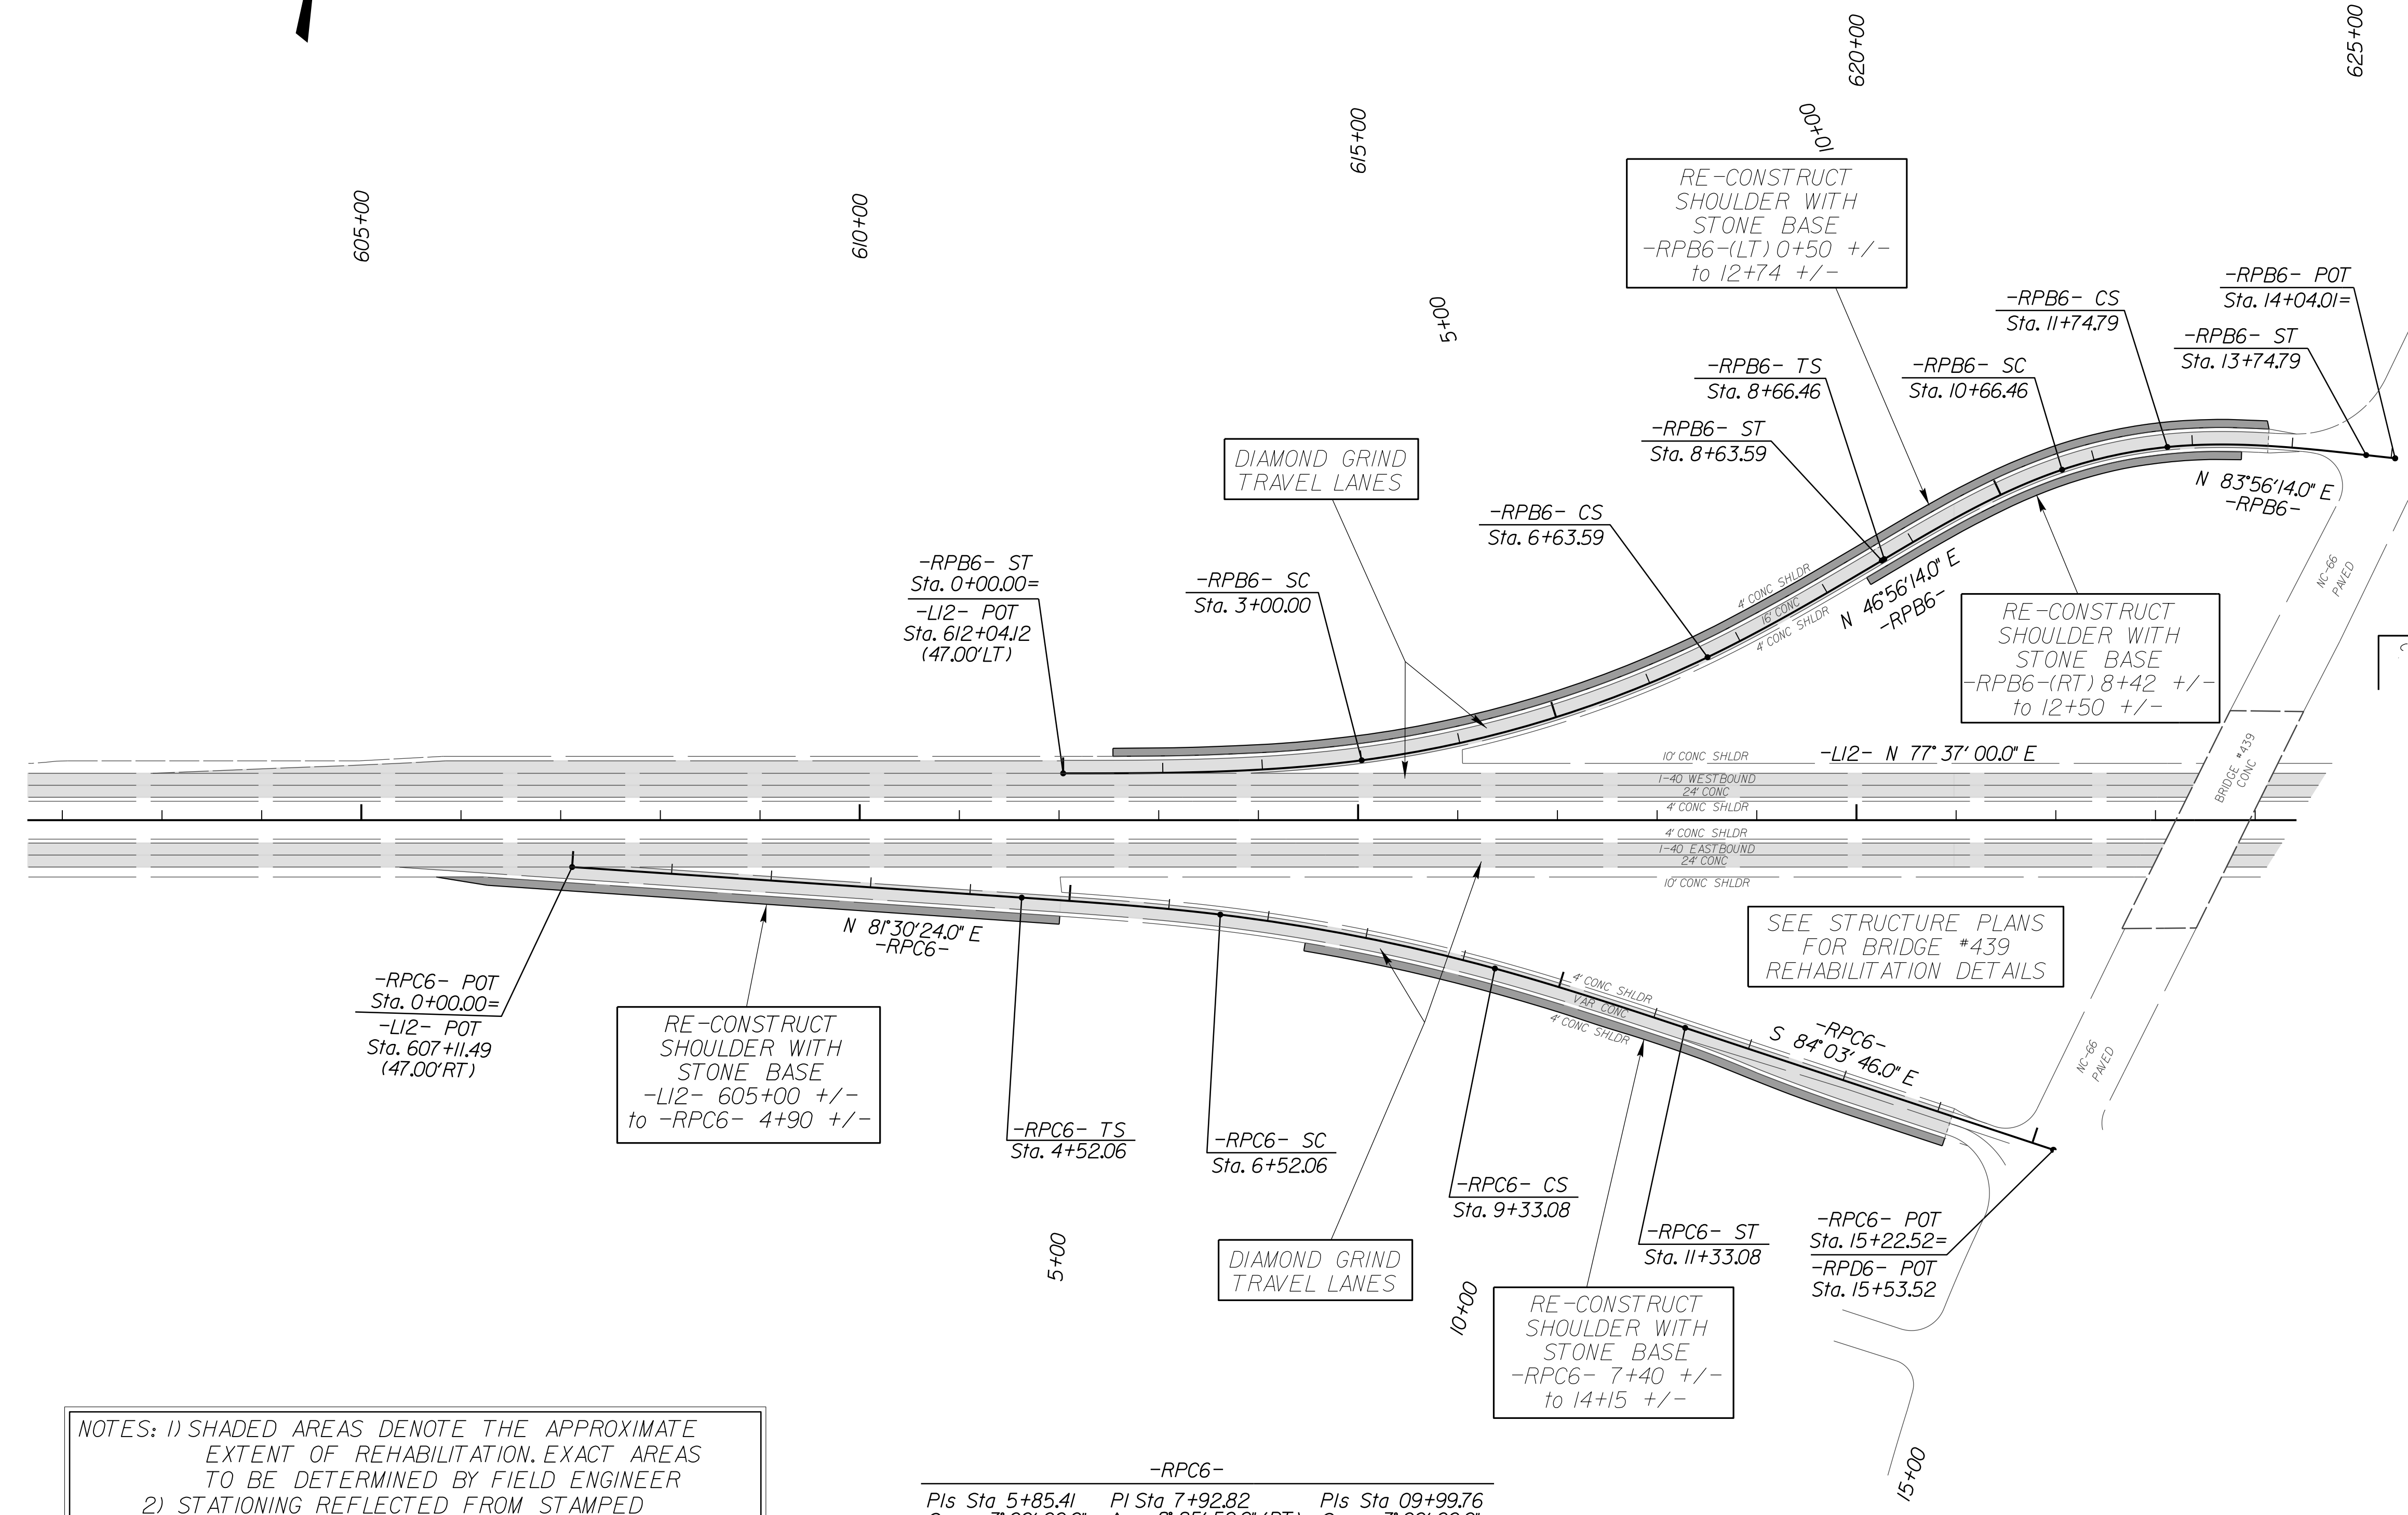 605+00
610+00
615+00
620+00
625+00
5+00
10+00
RE-CONSTRUCT
SHOULDER WITH
STONE BASE
-RPB6-(LT) 0+50 +/-
to 12+74 +/-
-RPB6- POT
Sta. 14+04.01=
-RPB6- CS
Sta. 11+74.79
-RPB6- ST
Sta. 13+74.79
-RPB6- TS
Sta. 8+66.46
-RPB6- SC
Sta. 10+66.46
-RPB6- ST
Sta. 8+63.59
DIAMOND GRIND
TRAVEL LANES
-RPB6- CS
Sta. 6+63.59
N 83°56'14.0" E
-RPB6-
-RPB6- ST
Sta. 0+00.00=
-L12- POT
Sta. 612+04.12
(47.00'LT)
-RPB6- SC
Sta. 3+00.00
4' CONC SHLDR
16' CONC
4' CONC SHLDR
N 46°56'14.0" E
-RPB6-
NC-66
PAVED
RE-CONSTRUCT
SHOULDER WITH
STONE BASE
-RPB6-(RT) 8+42 +/-
to 12+50 +/-
10' CONC SHLDR
-L12- N 77° 37' 00.0" E
I-40 WESTBOUND
24' CONC
4' CONC SHLDR
BRIDGE #439
CONC
4' CONC SHLDR
I-40 EASTBOUND
24' CONC
10' CONC SHLDR
N 81°30'24.0" E
-RPC6-
SEE STRUCTURE PLANS
FOR BRIDGE #439
REHABILITATION DETAILS
-RPC6- POT
Sta. 0+00.00=
-L12- POT
Sta. 607+11.49
(47.00'RT)
RE-CONSTRUCT
SHOULDER WITH
STONE BASE
-L12- 605+00 +/-
to -RPC6- 4+90 +/-
4' CONC SHLDR
VAR CONC
4' CONC SHLDR
-RPC6-
S 84°03'46.0" E
NC-66
PAVED
-RPC6- TS
Sta. 4+52.06
-RPC6- SC
Sta. 6+52.06
-RPC6- CS
Sta. 9+33.08
-RPC6- ST
Sta. 11+33.08
-RPC6- POT
Sta. 15+22.52=
-RPD6- POT
Sta. 15+53.52
5+00
DIAMOND GRIND
TRAVEL LANES
10+00
RE-CONSTRUCT
SHOULDER WITH
STONE BASE
-RPC6- 7+40 +/-
to 14+15 +/-
15+00
NOTES: 1) SHADED AREAS DENOTE THE APPROXIMATE
EXTENT OF REHABILITATION. EXACT AREAS
TO BE DETERMINED BY FIELD ENGINEER
2) STATIONING REFLECTED FROM STAMPED
-RPC6-
PIs Sta 5+85.41 PI Sta 7+92.82 PIs Sta 09+99.76